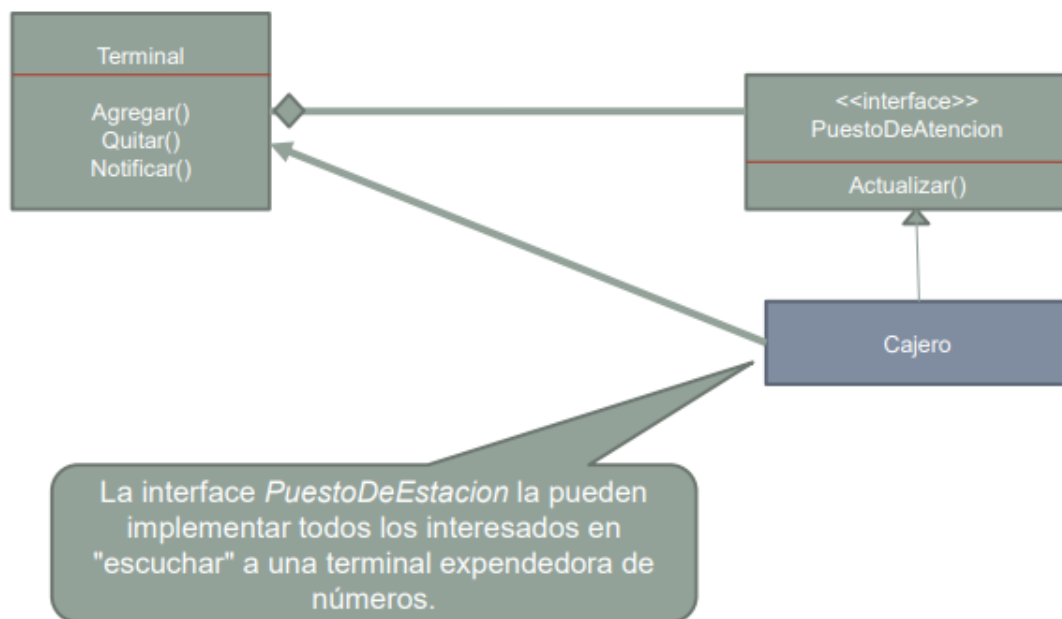 Terminal
Agregar()
Quitar()
Notificar()
<<interface>>
PuestoDeAtencion
Actualizar()
Cajero
La interface PuestoDeEstacion la pueden
implementar todos los interesados en
"escuchar" a una terminal expendedora de
números.